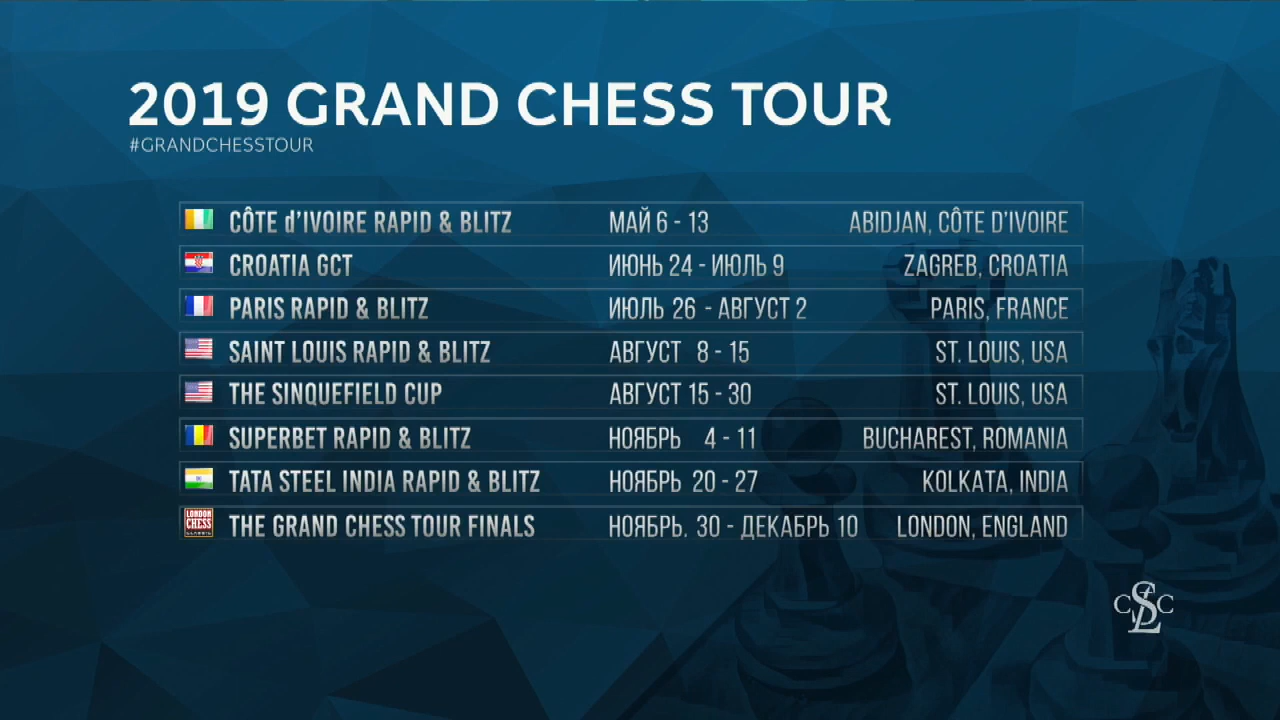 2019 GRAND CHESS TOUR
#GRANDCHESSTOUR
CÔTE d'IVOIRE RAPID & BLITZ МАЙ 6 - 13 ABIDJAN, CÔTE D'IVOIRE
CROATIA GCT ИЮНЬ 24 - ИЮЛЬ 9 ZAGREB, CROATIA
PARIS RAPID & BLITZ ИЮЛЬ 26 - АВГУСТ 2 PARIS, FRANCE
SAINT LOUIS RAPID & BLITZ АВГУСТ 8 - 15 ST. LOUIS, USA
THE SINQUEFIELD CUP АВГУСТ 15 - 30 ST. LOUIS, USA
SUPERBET RAPID & BLITZ НОЯБРЬ 4 - 11 BUCHAREST, ROMANIA
TATA STEEL INDIA RAPID & BLITZ НОЯБРЬ 20 - 27 KOLKATA, INDIA
LONDON
CHESS
CLASSIC
THE GRAND CHESS TOUR FINALS НОЯБРЬ. 30 - ДЕКАБРЬ 10 LONDON, ENGLAND
CSTLC